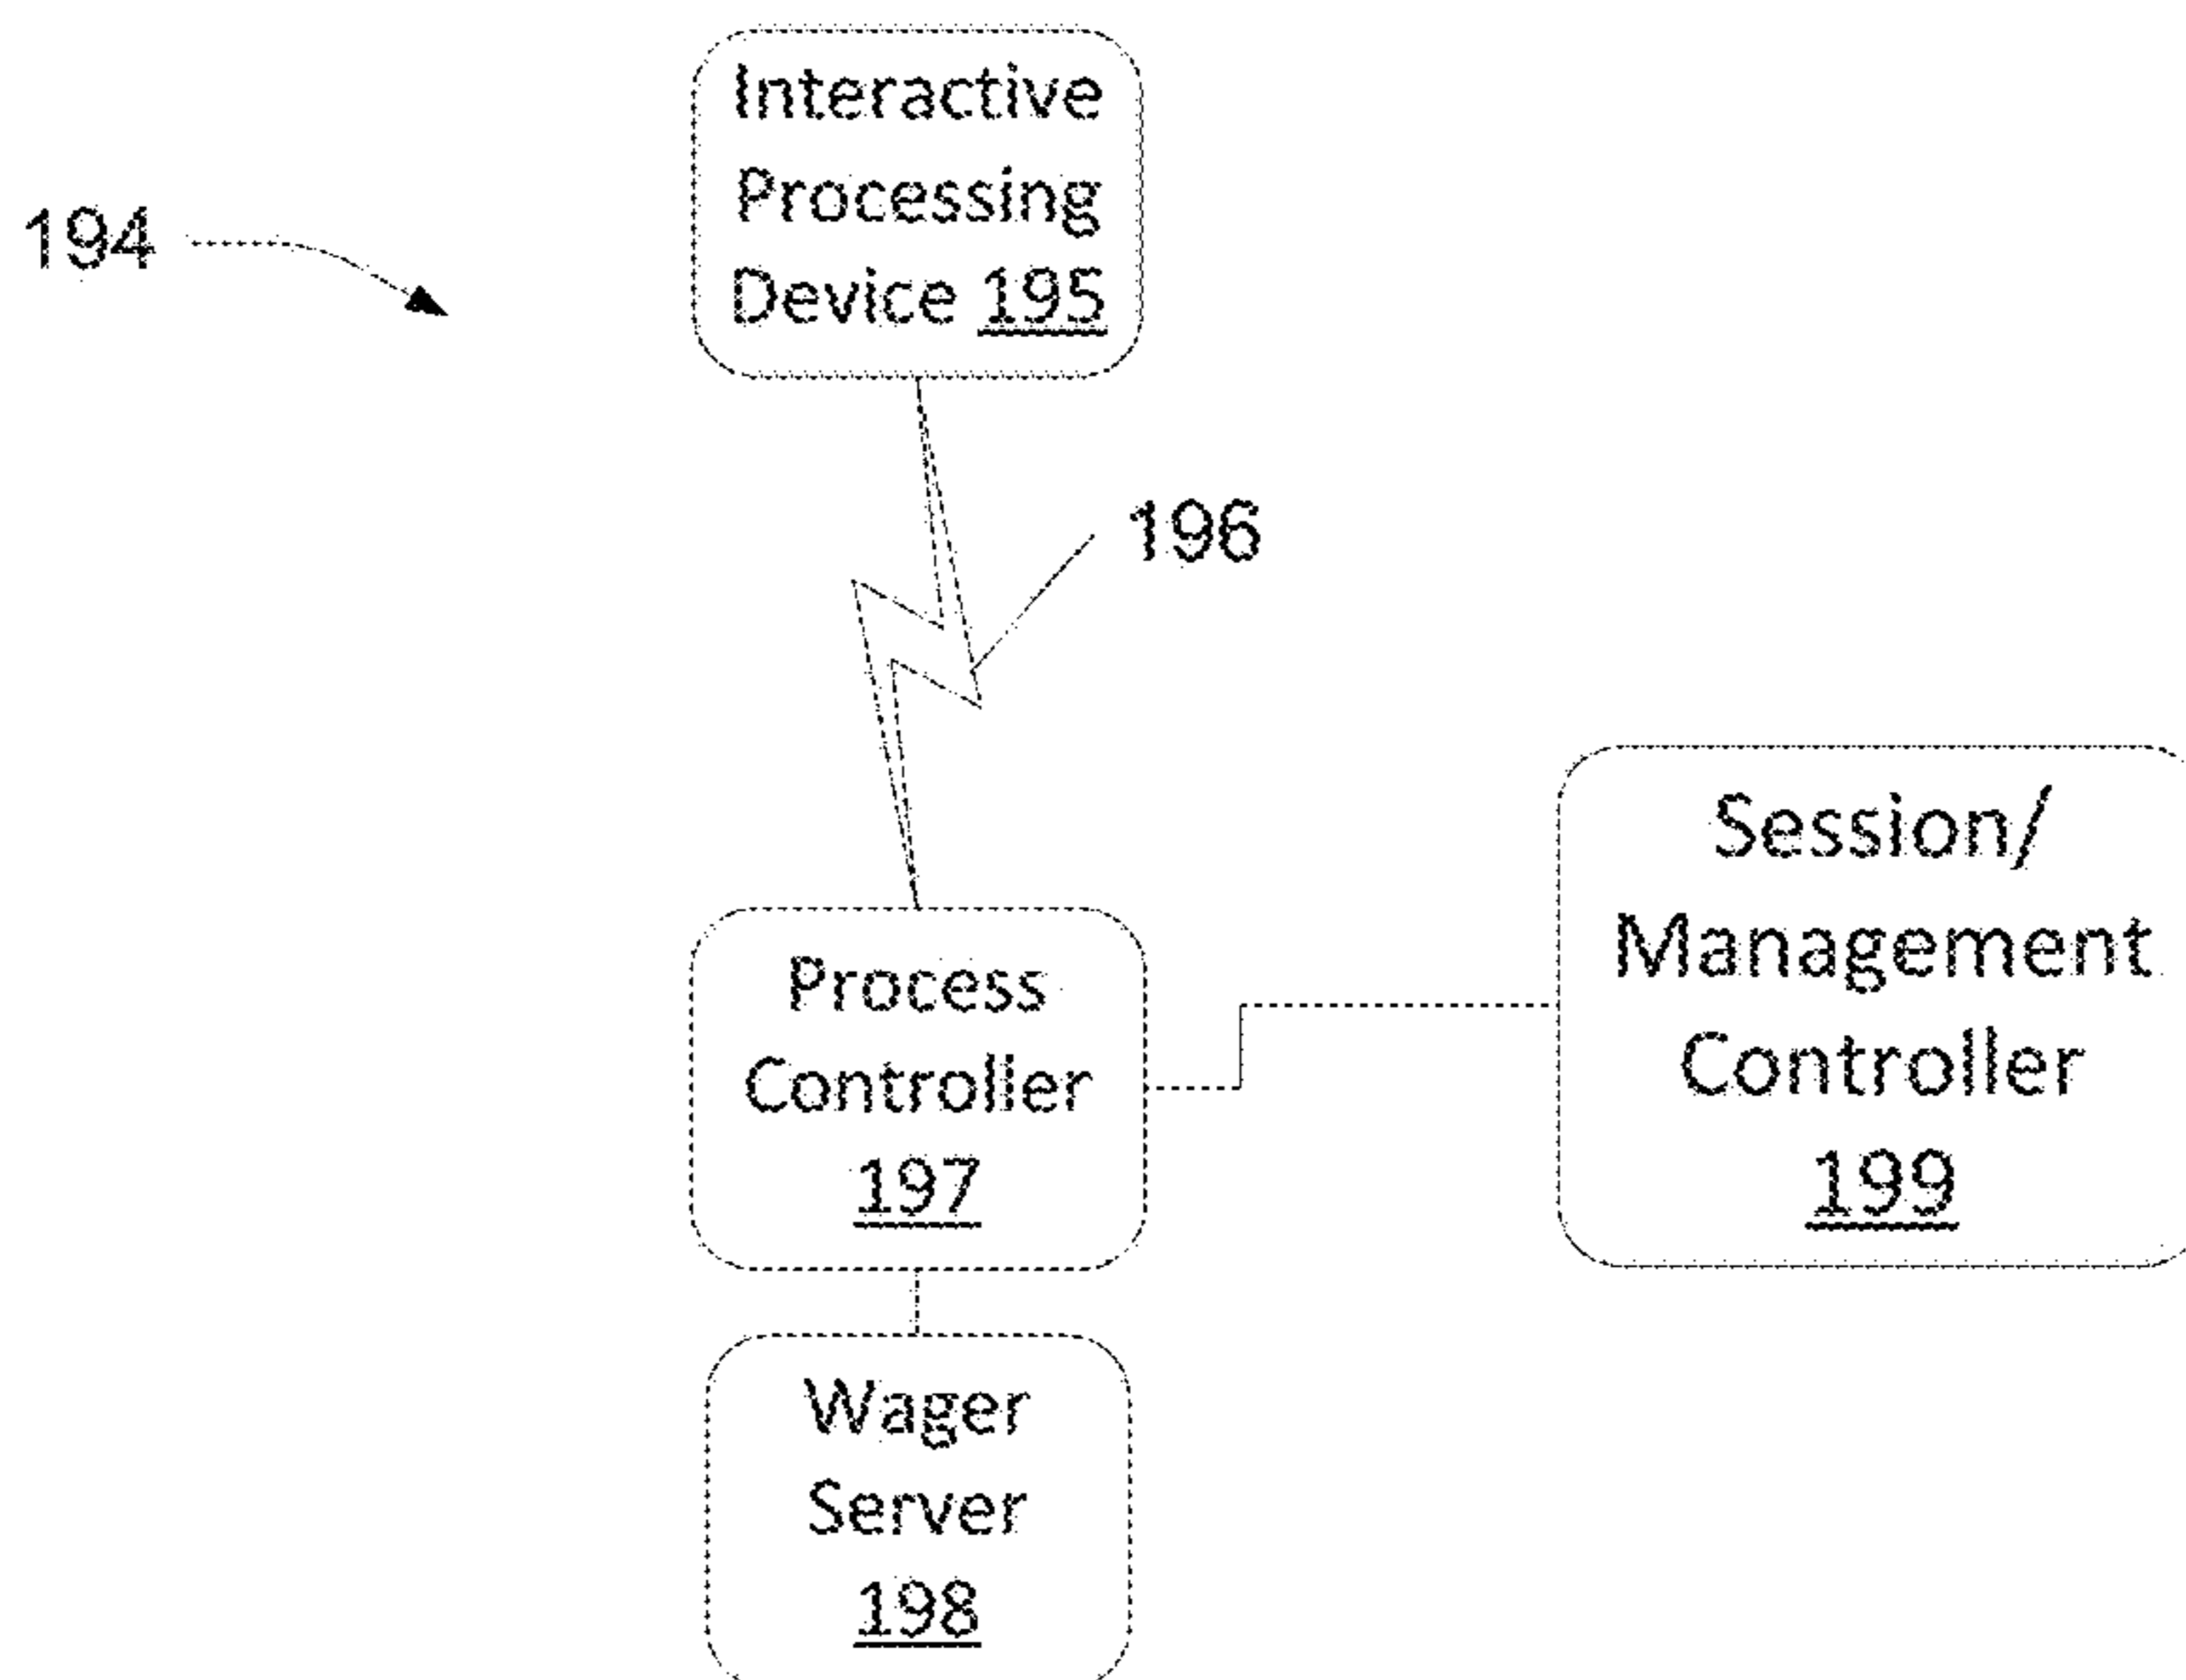 Interactive
Processing
Device 195
194
196
Process
Controller
197
Session/
Management
Controller
199
Wager
Server
198